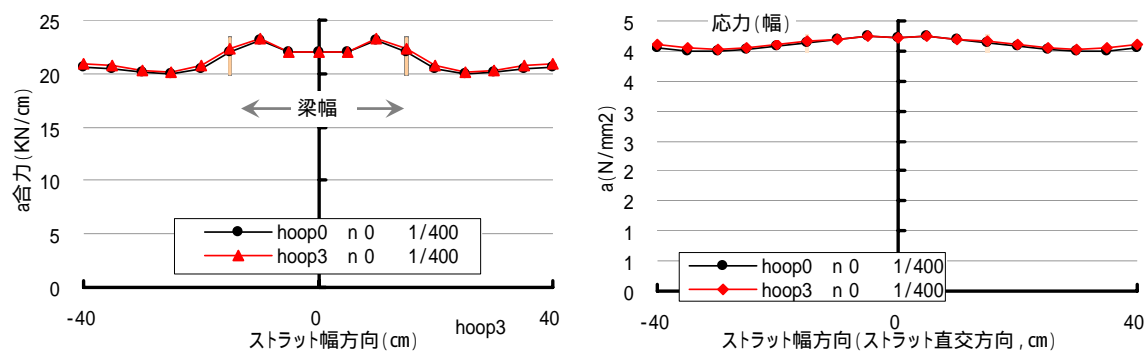 25
20
15
10
5
0
a合力(KN/cm)
梁幅
hoop0 n 0 1/400
hoop3 n 0 1/400
-40 0 40
hoop3
ストラット幅方向(cm)
応力(幅)
5
4
4
3
3
2
2
1
1
0
a(N/mm2)
hoop0 n 0 1/400
hoop3 n 0 1/400
-40 0 40
ストラット幅方向(ストラット直交方向,cm)